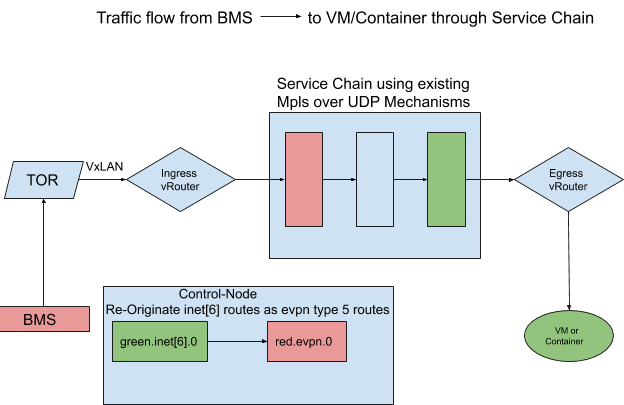 Traffic flow from BMS to VM/Container through Service Chain
Service Chain using existing
Mpls over UDP Mechanisms
TOR
VxLAN
Ingress
vRouter
Egress
vRouter
Control-Node
Re-Originate inet[6] routes as evpn type 5 routes
BMS
green.inet[6].0
red.evpn.0
VM or
Container